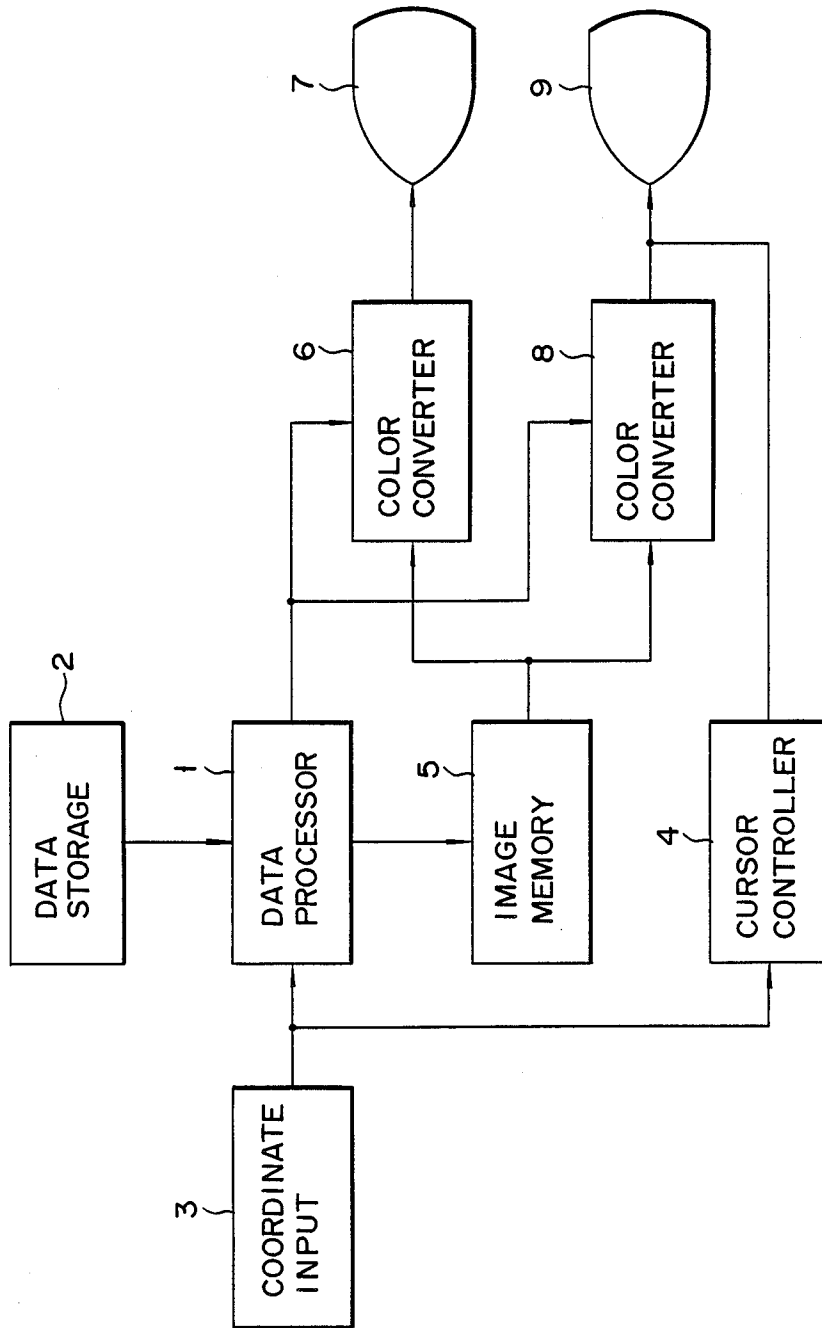 2
DATA
STORAGE
1
DATA
PROCESSOR
3
COORDINATE
INPUT
5
IMAGE
MEMORY
4
CURSOR
CONTROLLER
6
COLOR
CONVERTER
8
COLOR
CONVERTER
7
9